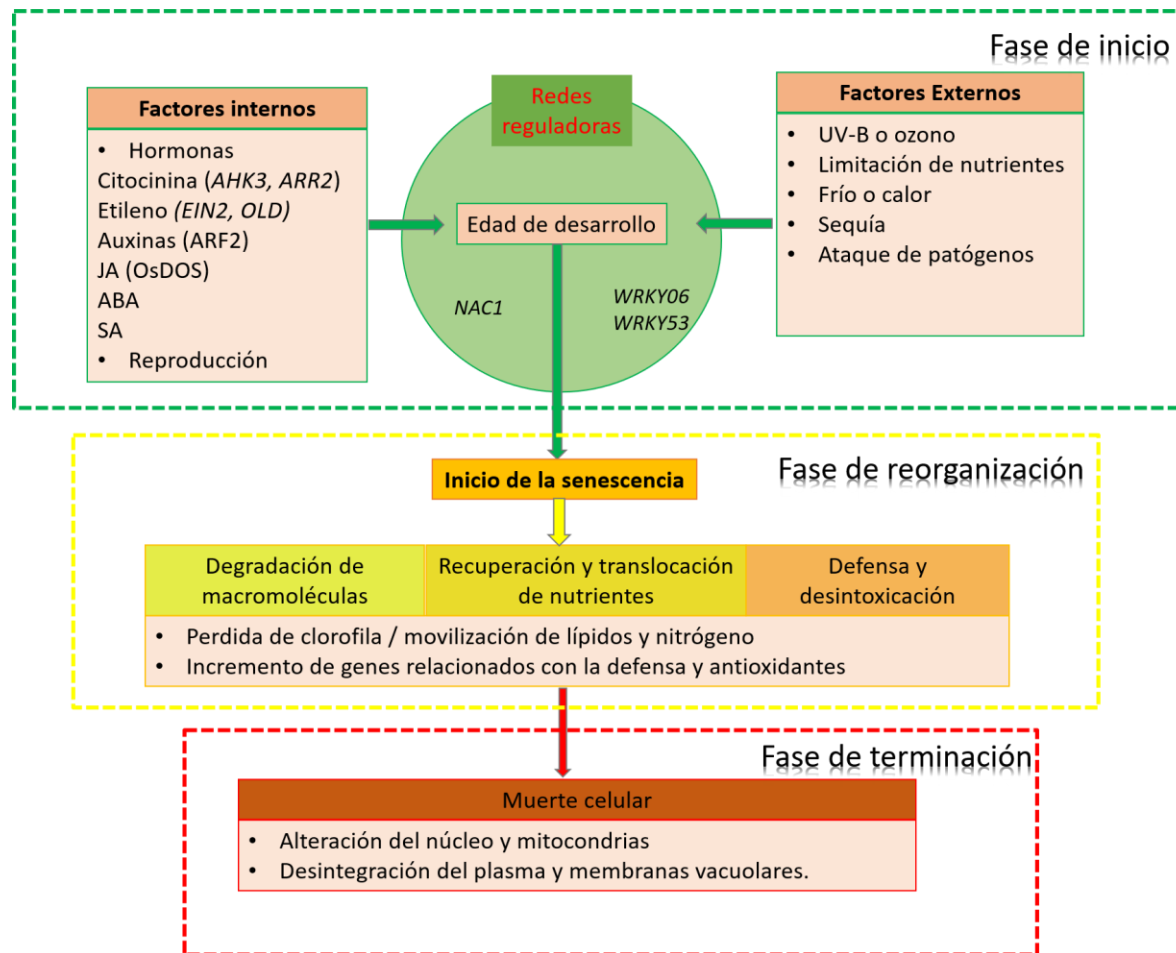 Fase de inicio
Factores internos
• Hormonas
Citocinina (AHK3, ARR2)
Etileno (EIN2, OLD)
Auxinas (ARF2)
JA (OsDOS)
ABA
SA
• Reproducción
Redes
reguladoras
Edad de desarrollo
NAC1
WRKY06
WRKY53
Factores Externos
• UV-B o ozono
• Limitación de nutrientes
• Frío o calor
• Sequía
• Ataque de patógenos
Fase de reorganización
Inicio de la senescencia
Degradación de
macromoléculas
Recuperación y translocación
de nutrientes
Defensa y
desintoxicación
• Perdida de clorofila / movilización de lípidos y nitrógeno
• Incremento de genes relacionados con la defensa y antioxidantes
Fase de terminación
Muerte celular
• Alteración del núcleo y mitocondrias
• Desintegración del plasma y membranas vacuolares.